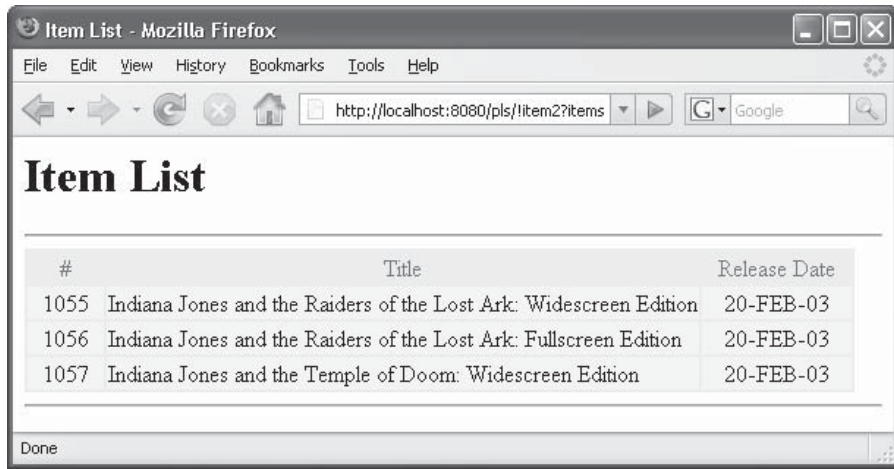 Item List - Mozilla Firefox
File Edit View History Bookmarks Tools Help
http://localhost:8080/pls/!item2?items G Google
Item List
# Title Release Date
1055 Indiana Jones and the Raiders of the Lost Ark: Widescreen Edition 20-FEB-03
1056 Indiana Jones and the Raiders of the Lost Ark: Fullscreen Edition 20-FEB-03
1057 Indiana Jones and the Temple of Doom: Widescreen Edition 20-FEB-03
Done